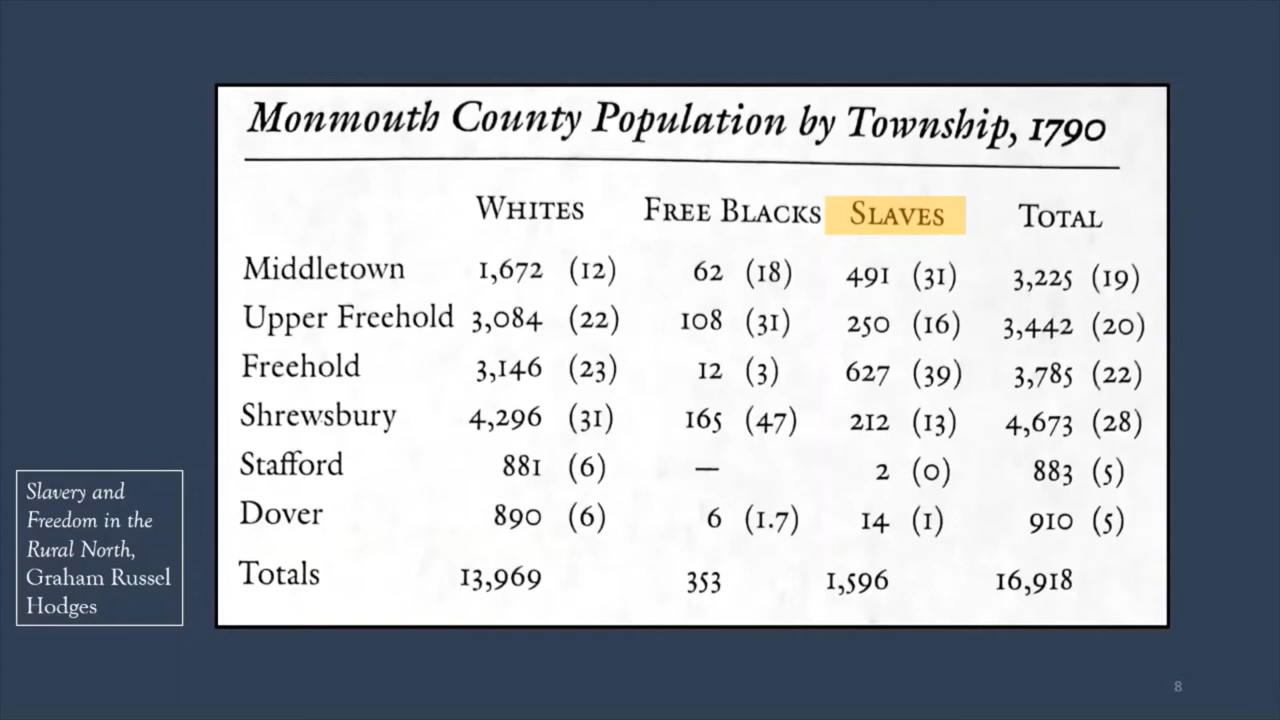 Monmouth County Population by Township, 1790
WHITES FREE BLACKS SLAVES TOTAL
Middletown 1,672 (12) 62 (18) 491 (31) 3,225 (19)
Upper Freehold 3,084 (22) 108 (31) 250 (16) 3,442 (20)
Freehold 3,146 (23) 12 (3) 627 (39) 3,785 (22)
Shrewsbury 4,296 (31) 165 (47) 212 (13) 4,673 (28)
Stafford 881 (6) — 2 (0) 883 (5)
Dover 890 (6) 6 (1.7) 14 (1) 910 (5)
Totals 13,969 353 1,596 16,918
Slavery and
Freedom in the
Rural North,
Graham Russel
Hodges
8